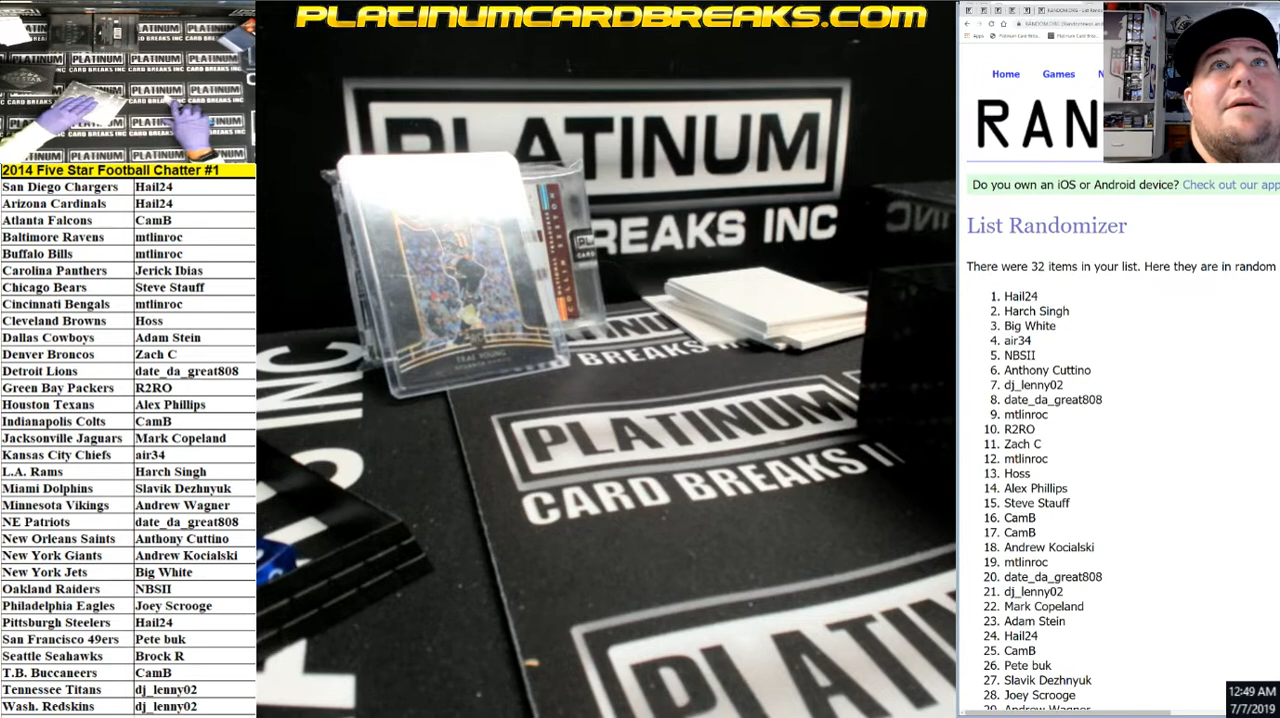 PLATINUMCARDBREAKS.COM
2014 Five Star Football Chatter #1
San Diego Chargers Hail24
Arizona Cardinals Hail24
Atlanta Falcons CamB
Baltimore Ravens mtlinroc
Buffalo Bills mtlinroc
Carolina Panthers Jerick Ibias
Chicago Bears Steve Stauff
Cincinnati Bengals mtlinroc
Cleveland Browns Hoss
Dallas Cowboys Adam Stein
Denver Broncos Zach C
Detroit Lions date_da_great808
Green Bay Packers R2RO
Houston Texans Alex Phillips
Indianapolis Colts CamB
Jacksonville Jaguars Mark Copeland
Kansas City Chiefs air34
L.A. Rams Harch Singh
Miami Dolphins Slavik Dezhnyuk
Minnesota Vikings Andrew Wagner
NE Patriots date_da_great808
New Orleans Saints Anthony Cuttino
New York Giants Andrew Kocialski
New York Jets Big White
Oakland Raiders NBSII
Philadelphia Eagles Joey Scrooge
Pittsburgh Steelers Hail24
San Francisco 49ers Pete buk
Seattle Seahawks Brock R
T.B. Buccaneers CamB
Tennessee Titans dj_lenny02
Wash. Redskins dj_lenny02
PLATINUM
BREAKS INC
TRAE YOUNG
COLLIN SEXTON
BREAKS INC
PLATINUM
CARD BREAKS
PLATINUM
Home Games N
RAN
Do you own an iOS or Android device? Check out our app
List Randomizer
There were 32 items in your list. Here they are in random
1. Hail24
2. Harch Singh
3. Big White
4. air34
5. NBSII
6. Anthony Cuttino
7. dj_lenny02
8. date_da_great808
9. mtlinroc
10. R2RO
11. Zach C
12. mtlinroc
13. Hoss
14. Alex Phillips
15. Steve Stauff
16. CamB
17. CamB
18. Andrew Kocialski
19. mtlinroc
20. date_da_great808
21. dj_lenny02
22. Mark Copeland
23. Adam Stein
24. Hail24
25. CamB
26. Pete buk
27. Slavik Dezhnyuk
28. Joey Scrooge
29. Andrew Wagner
12:49 AM
7/7/2019